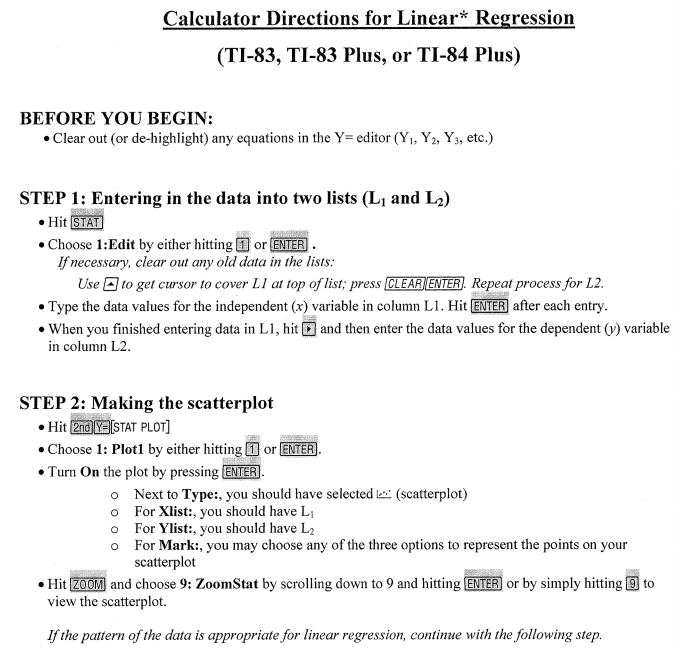 Calculator Directions for Linear* Regression
(TI-83, TI-83 Plus, or TI-84 Plus)
BEFORE YOU BEGIN:
• Clear out (or de-highlight) any equations in the Y= editor (Y₁, Y₂, Y₃, etc.)
STEP 1: Entering in the data into two lists (L₁ and L₂)
• Hit STAT
• Choose 1:Edit by either hitting 1 or ENTER .
If necessary, clear out any old data in the lists:
Use ▲ to get cursor to cover L1 at top of list; press CLEAR ENTER. Repeat process for L2.
• Type the data values for the independent (x) variable in column L1. Hit ENTER after each entry.
• When you finished entering data in L1, hit ▶ and then enter the data values for the dependent (y) variable
in column L2.
STEP 2: Making the scatterplot
• Hit 2nd Y= [STAT PLOT]
• Choose 1: Plot1 by either hitting 1 or ENTER.
• Turn On the plot by pressing ENTER.
o Next to Type:, you should have selected (scatterplot)
o For Xlist:, you should have L₁
o For Ylist:, you should have L₂
o For Mark:, you may choose any of the three options to represent the points on your
scatterplot
• Hit ZOOM and choose 9: ZoomStat by scrolling down to 9 and hitting ENTER or by simply hitting 9 to
view the scatterplot.
If the pattern of the data is appropriate for linear regression, continue with the following step.